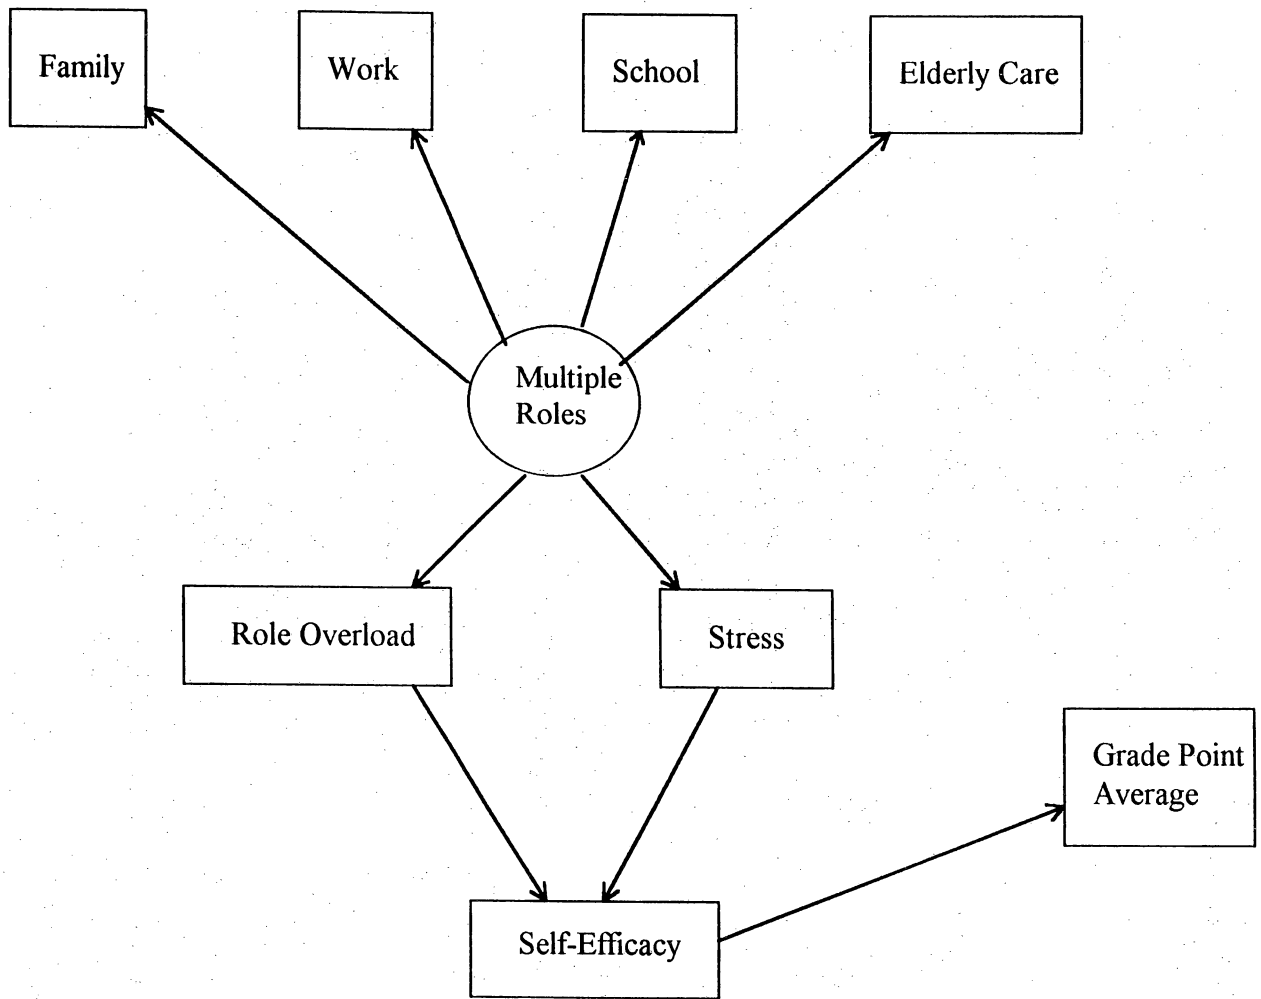 Family
Work
School
Elderly Care
Multiple
Roles
Role Overload
Stress
Grade Point
Average
Self-Efficacy